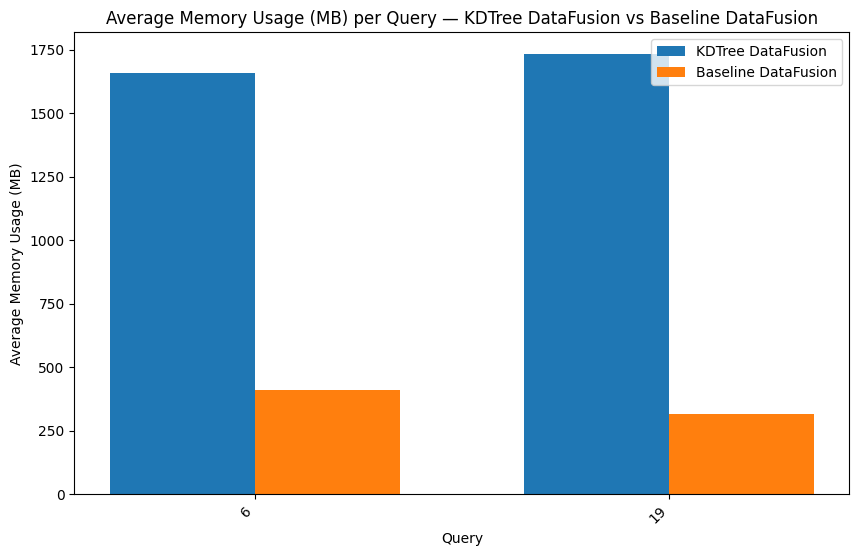 Average Memory Usage (MB) per Query — KDTree DataFusion vs Baseline DataFusion
KDTree DataFusion
Baseline DataFusion
Average Memory Usage (MB)
1750
1500
1250
1000
750
500
250
0
6
19
Query